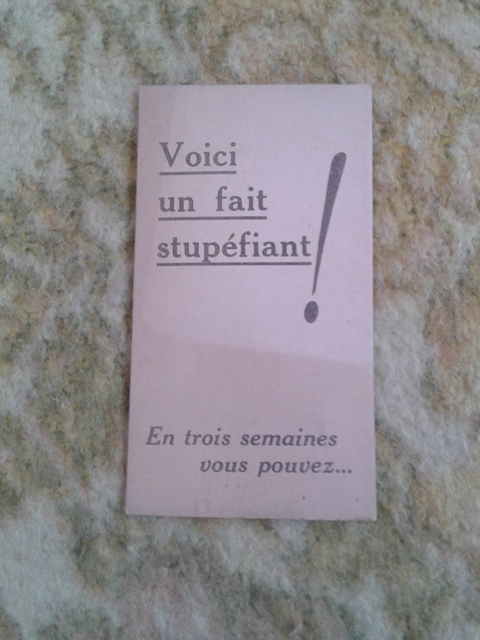 Voici
un fait
stupéfiant!
En trois semaines
vous pouvez...